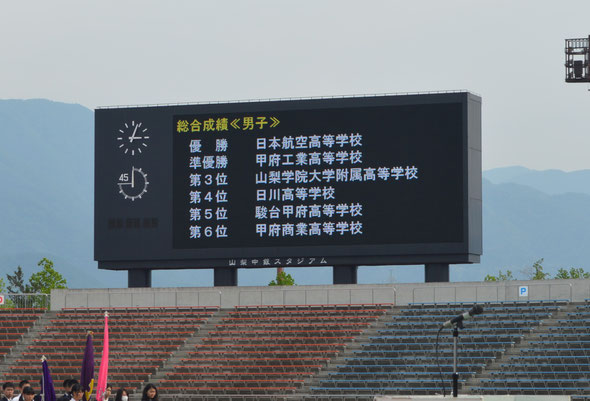 総合成績≪男子≫
優　勝　日本航空高等学校
準優勝　甲府工業高等学校
第３位　山梨学院大学附属高等学校
第４位　日川高等学校
第５位　駿台甲府高等学校
第６位　甲府商業高等学校
45
山梨中銀スタジアム
P